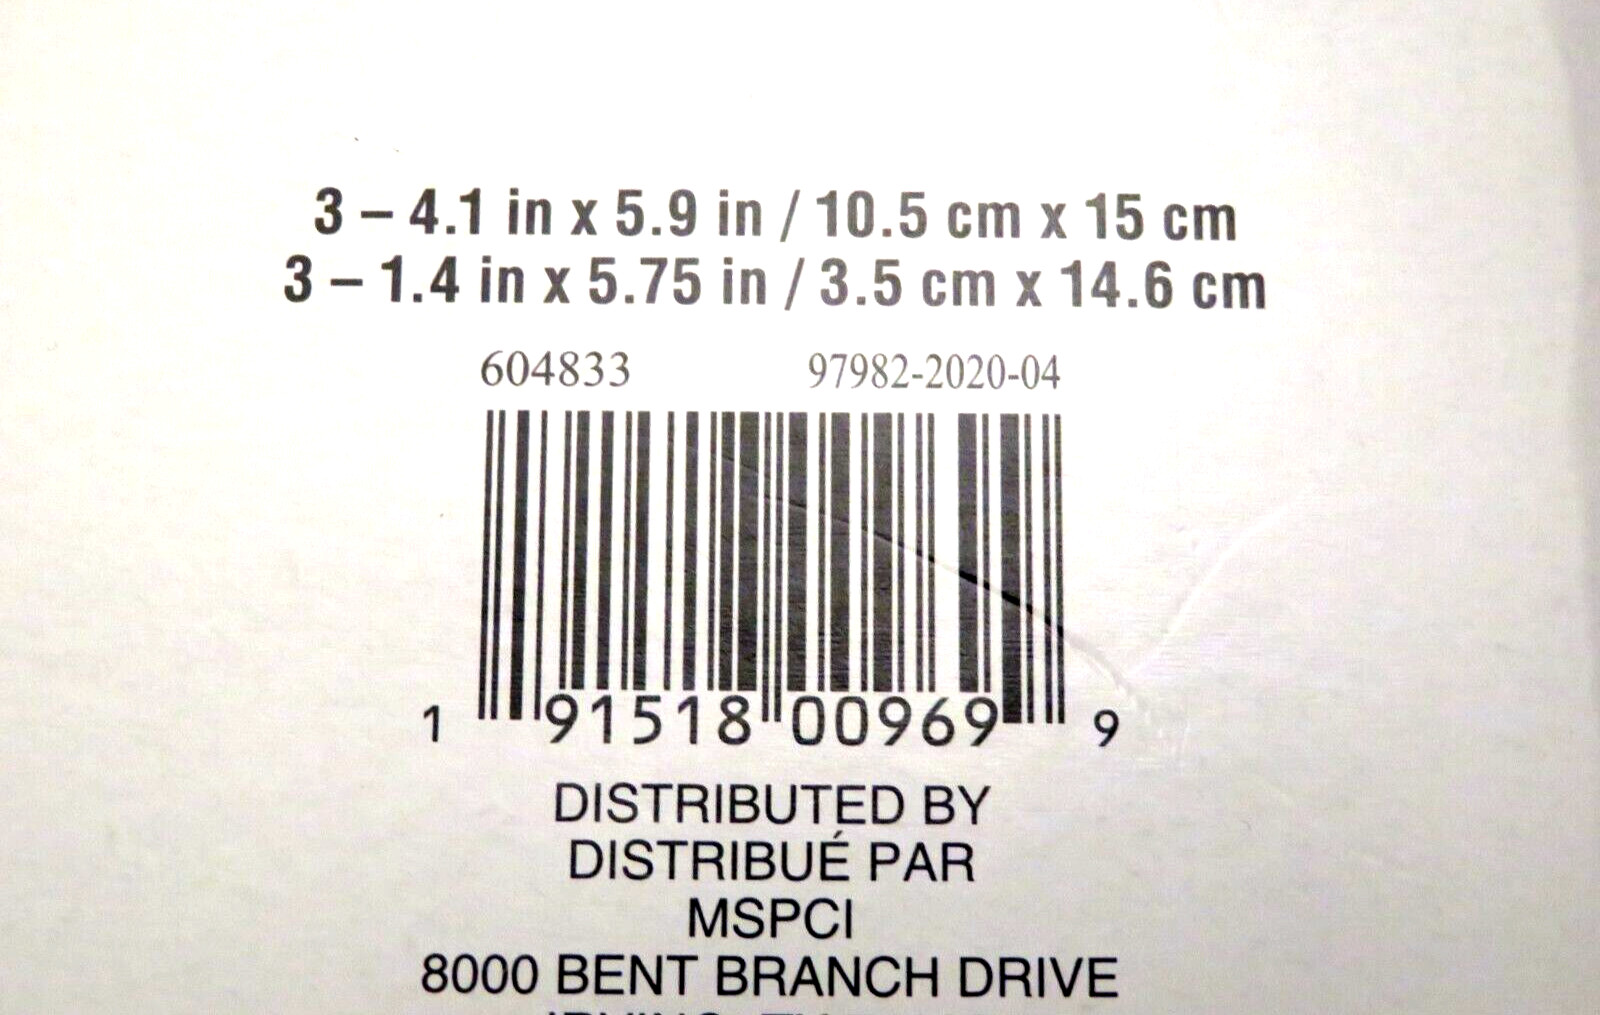 3 – 4.1 in x 5.9 in / 10.5 cm x 15 cm
3 – 1.4 in x 5.75 in / 3.5 cm x 14.6 cm
604833 97982-2020-04
1 91518 00969 9
DISTRIBUTED BY
DISTRIBUÉ PAR
MSPCI
8000 BENT BRANCH DRIVE